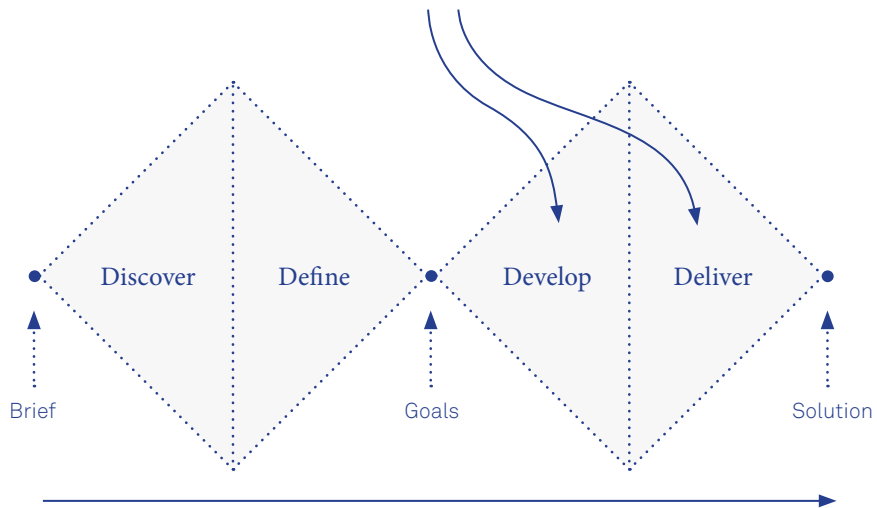 Discover
Define
Develop
Deliver
Brief
Goals
Solution